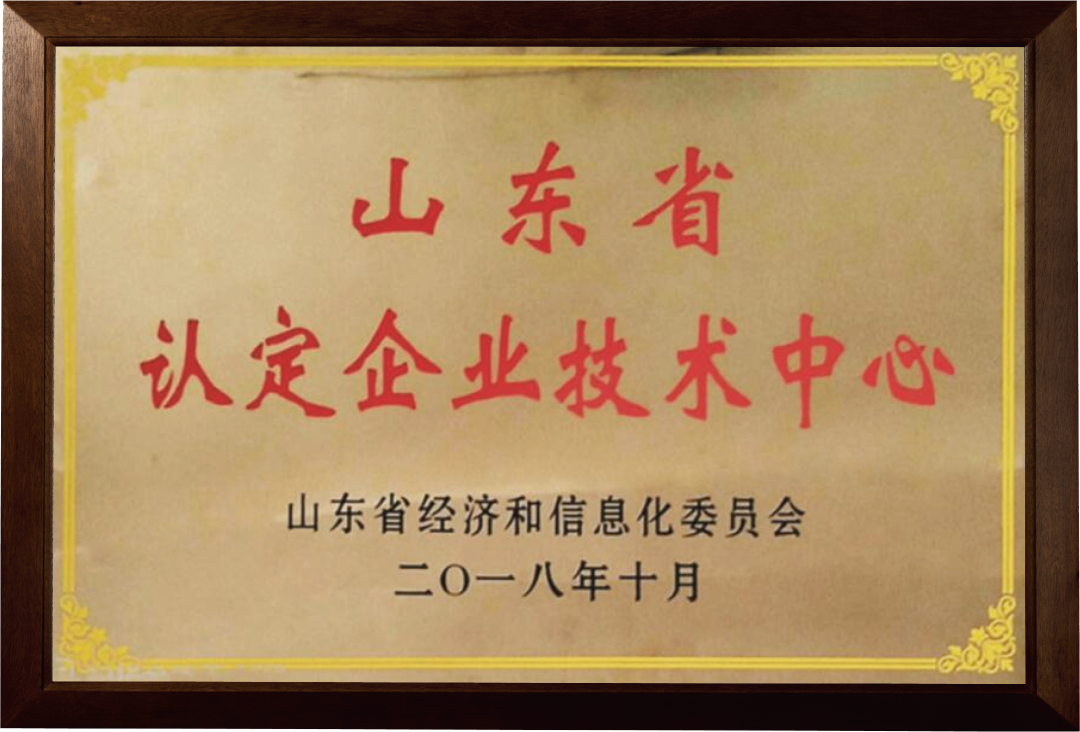 山东省
认定企业技术中心
山东省经济和信息化委员会
二〇一八年十月